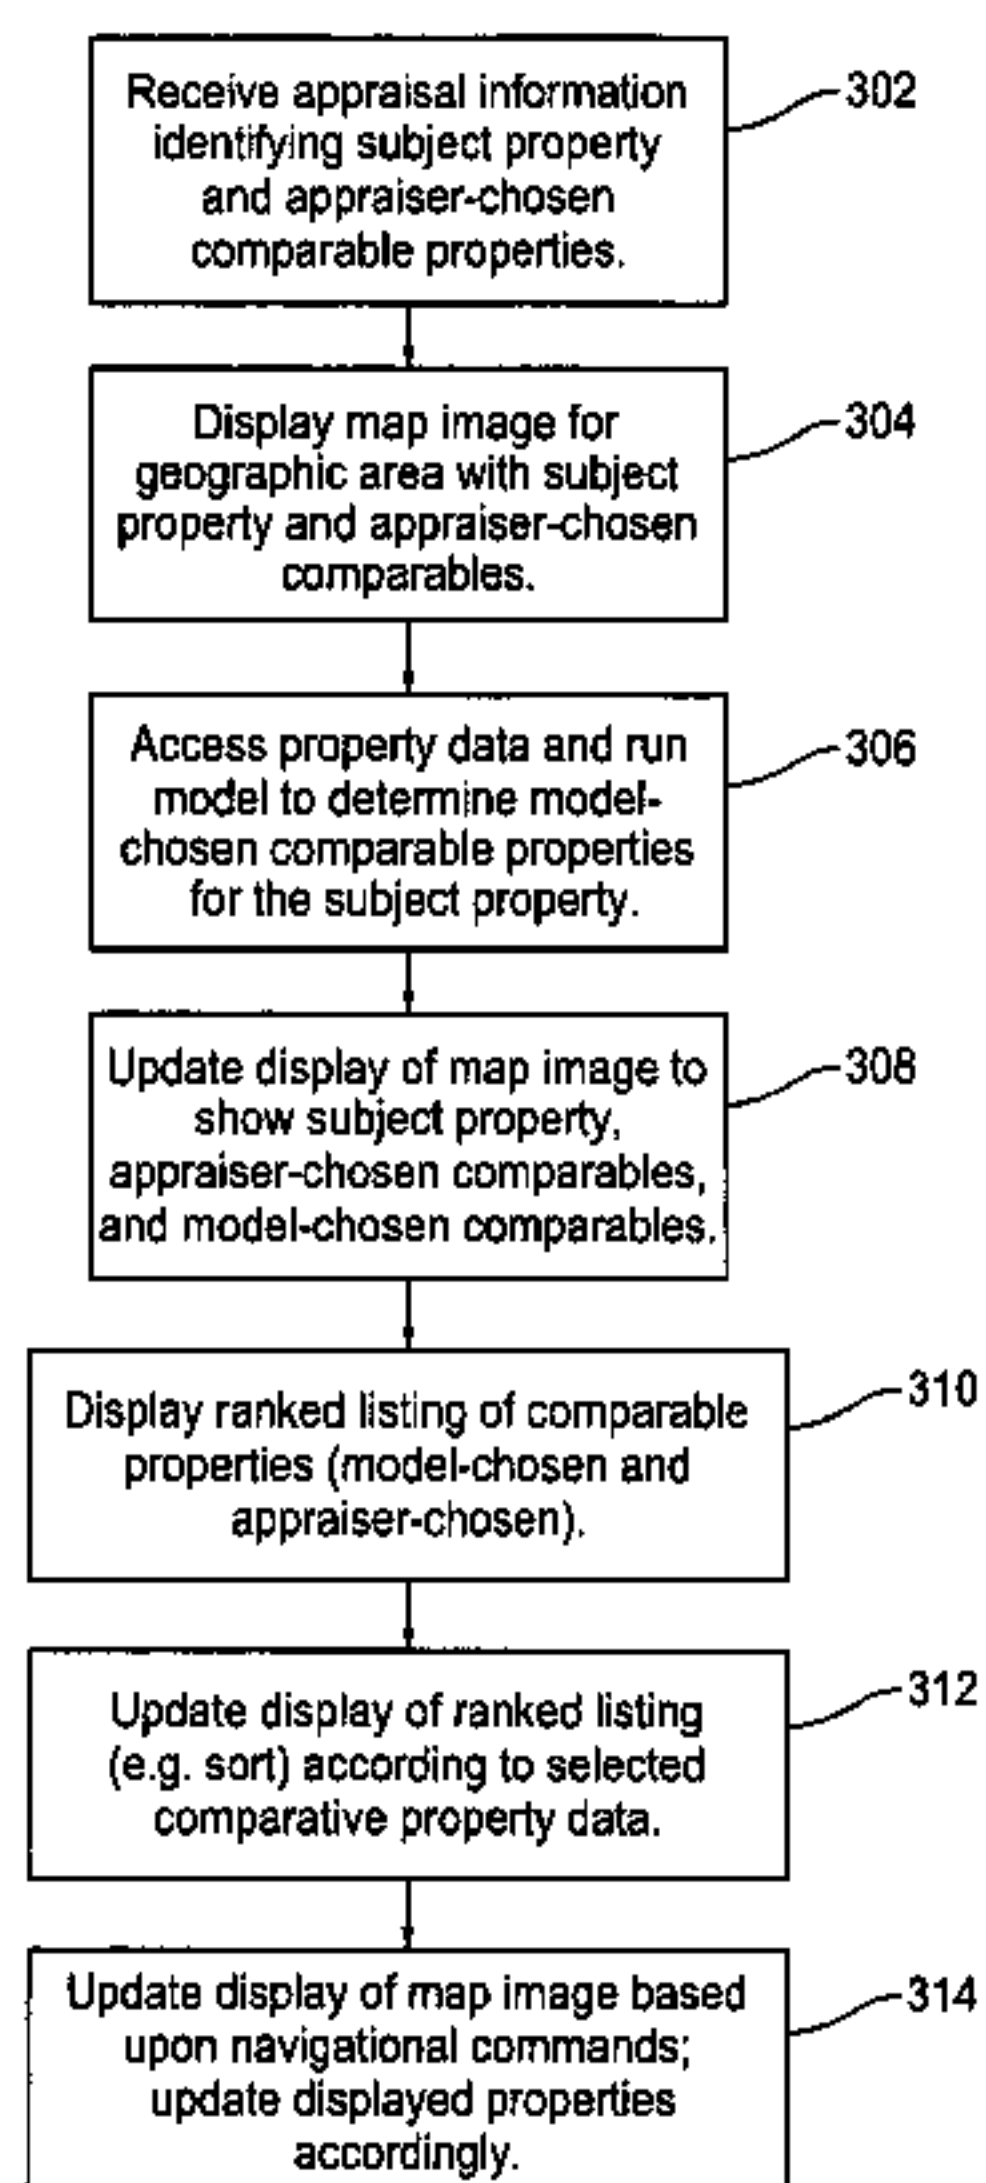 Receive appraisal information
identifying subject property
and appraiser-chosen
comparable properties.
302
Display map image for
geographic area with subject
property and appraiser-chosen
comparables.
304
Access property data and run
model to determine model-
chosen comparable properties
for the subject property.
306
Update display of map image to
show subject property,
appraiser-chosen comparables,
and model-chosen comparables.
308
Display ranked listing of comparable
properties (model-chosen and
appraiser-chosen).
310
Update display of ranked listing
(e.g. sort) according to selected
comparative property data.
312
Update display of map image based
upon navigational commands;
update displayed properties
accordingly.
314